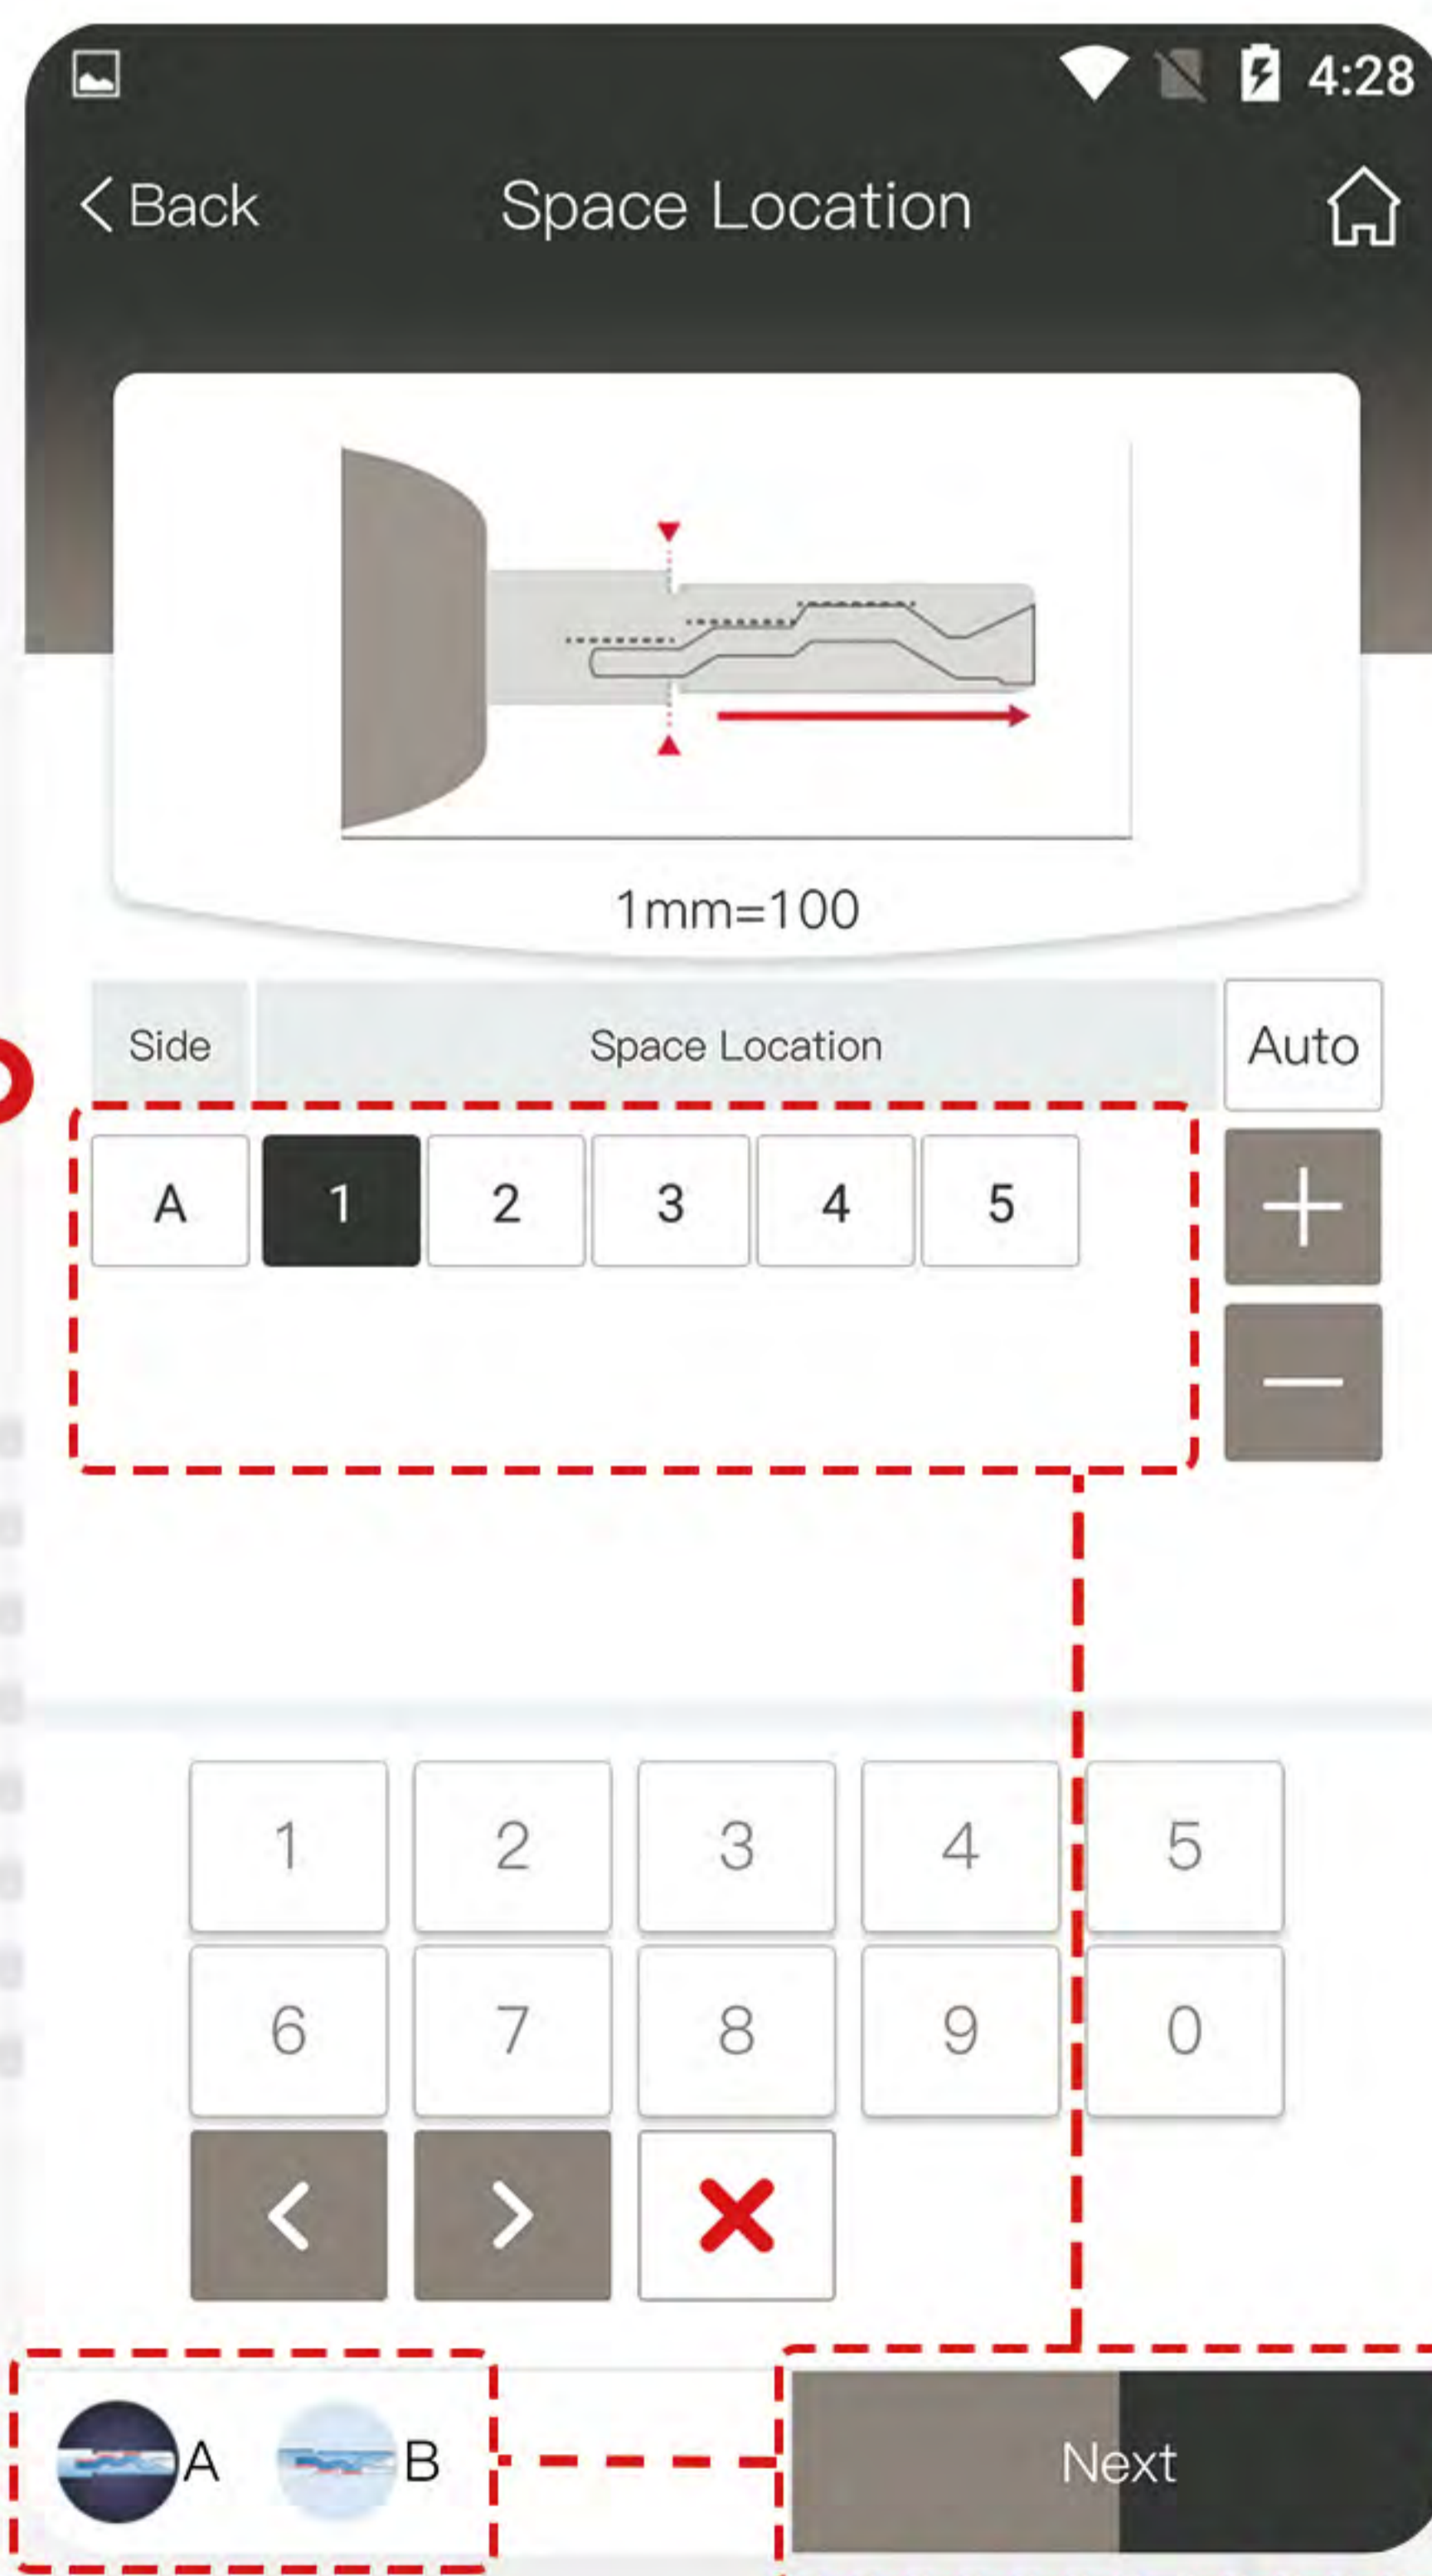 4:28
Back Space Location
1mm=100
Side Space Location Auto
A 1 2 3 4 5
1 2 3 4 5
6 7 8 9 0
A B Next